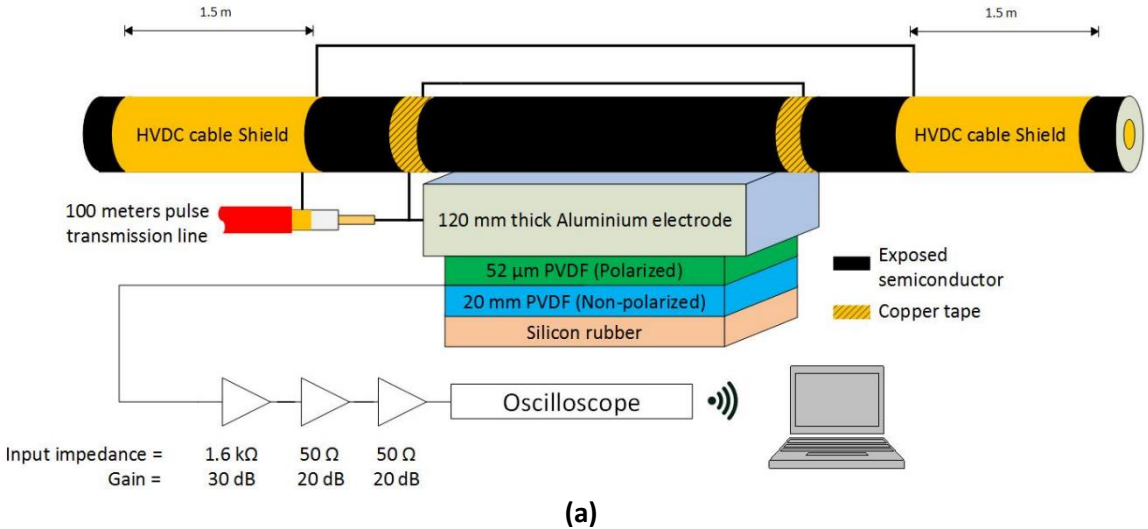 1.5 m
1.5 m
HVDC cable Shield
HVDC cable Shield
100 meters pulse
transmission line
120 mm thick Aluminium electrode
52 μm PVDF (Polarized)
20 mm PVDF (Non-polarized)
Silicon rubber
Exposed
semiconductor
Copper tape
Oscilloscope
Input impedance = 1.6 kΩ 50 Ω 50 Ω
Gain = 30 dB 20 dB 20 dB
(a)